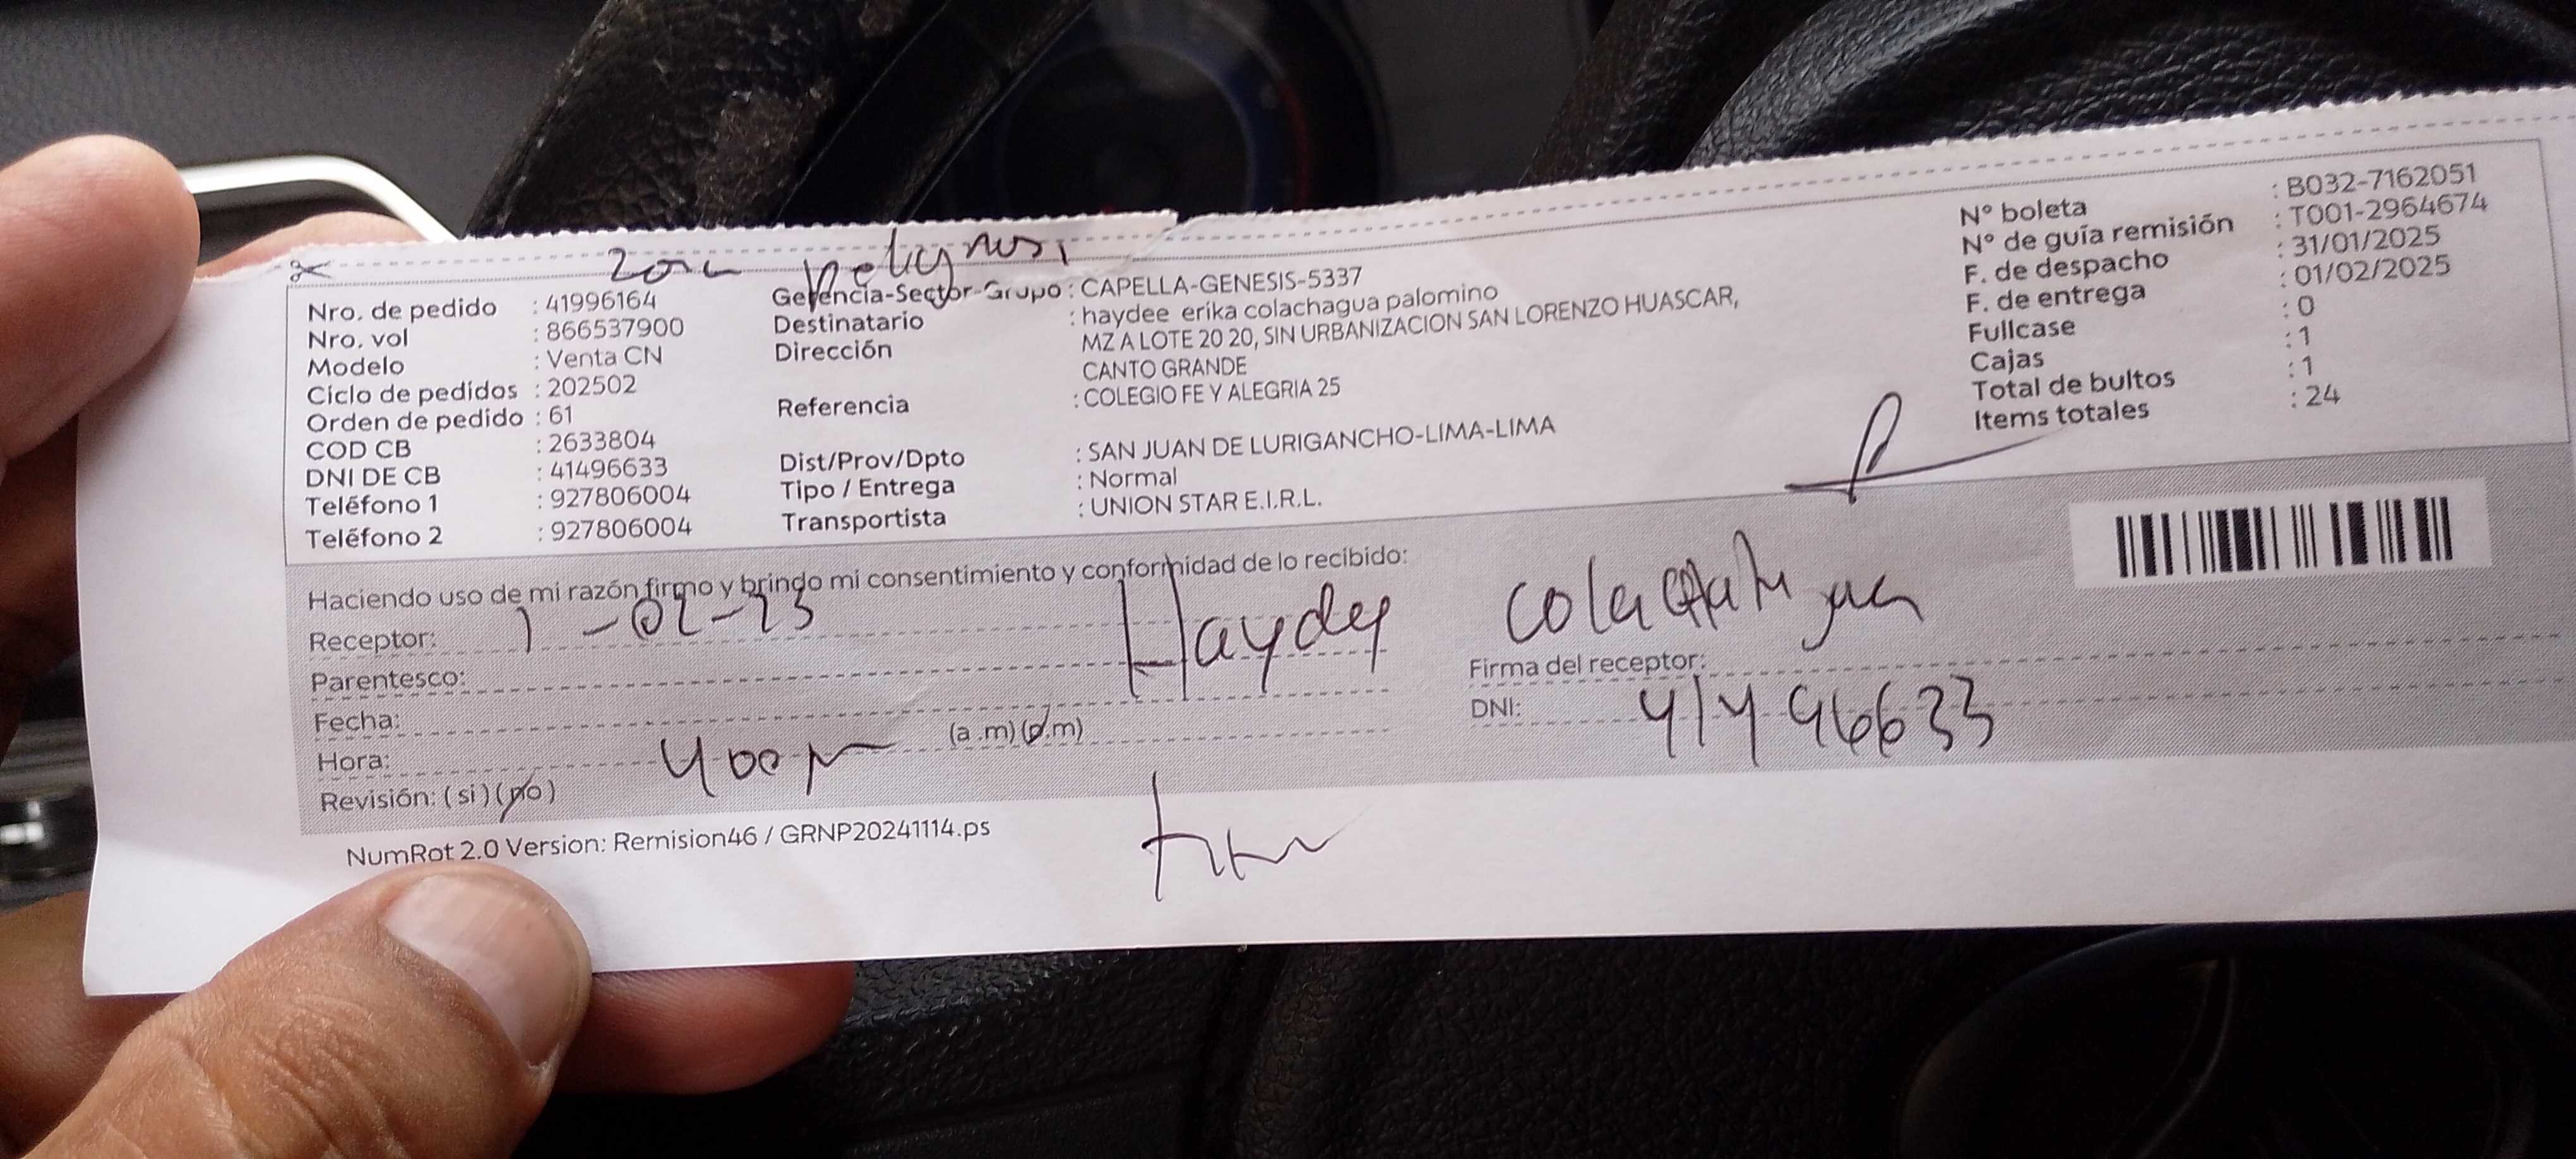 Zona peligrosa
Nro. de pedido : 41996164
Nro. vol : 866537900
Modelo : Venta CN
Ciclo de pedidos : 202502
Orden de pedido : 61
COD CB : 2633804
DNI DE CB : 41496633
Teléfono 1 : 927806004
Teléfono 2 : 927806004
Gerencia-Sector-Grupo : CAPELLA-GENESIS-5337
Destinatario : haydee erika colachagua palomino
Dirección : MZ A LOTE 20 20, SIN URBANIZACION SAN LORENZO HUASCAR,
CANTO GRANDE
Referencia : COLEGIO FE Y ALEGRIA 25
Dist/Prov/Dpto : SAN JUAN DE LURIGANCHO-LIMA-LIMA
Tipo / Entrega : Normal
Transportista : UNION STAR E.I.R.L.
N° boleta : B032-7162051
N° de guía remisión : T001-2964674
F. de despacho : 31/01/2025
F. de entrega : 01/02/2025
Fullcase : 0
Cajas : 1
Total de bultos : 1
Items totales : 24
Haciendo uso de mi razón firmo y brindo mi consentimiento y conformidad de lo recibido:
Receptor: 1-02-25
Haydee
Parentesco:
Fecha:
Hora: 400 pm (a.m)(p.m)
Revisión: (si)(no)
Firma del receptor:
DNI: 41496633
NumRot 2.0 Version: Remision46 / GRNP20241114.ps